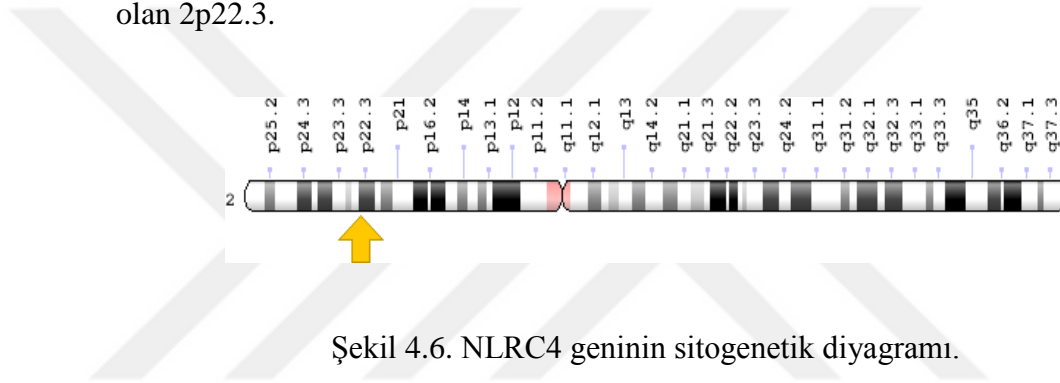 olan 2p22.3.
p25.2 p24.3 p23.3 p22.3 p21 p16.2 p14 p13.1 p12 p11.2 q11.1 q12.1 q13 q14.2 q21.1 q21.3 q22.2 q23.3 q24.2 q31.1 q31.2 q32.1 q32.3 q33.1 q33.3 q35 q36.2 q37.1 q37.3
2
Şekil 4.6. NLRC4 geninin sitogenetik diyagramı.